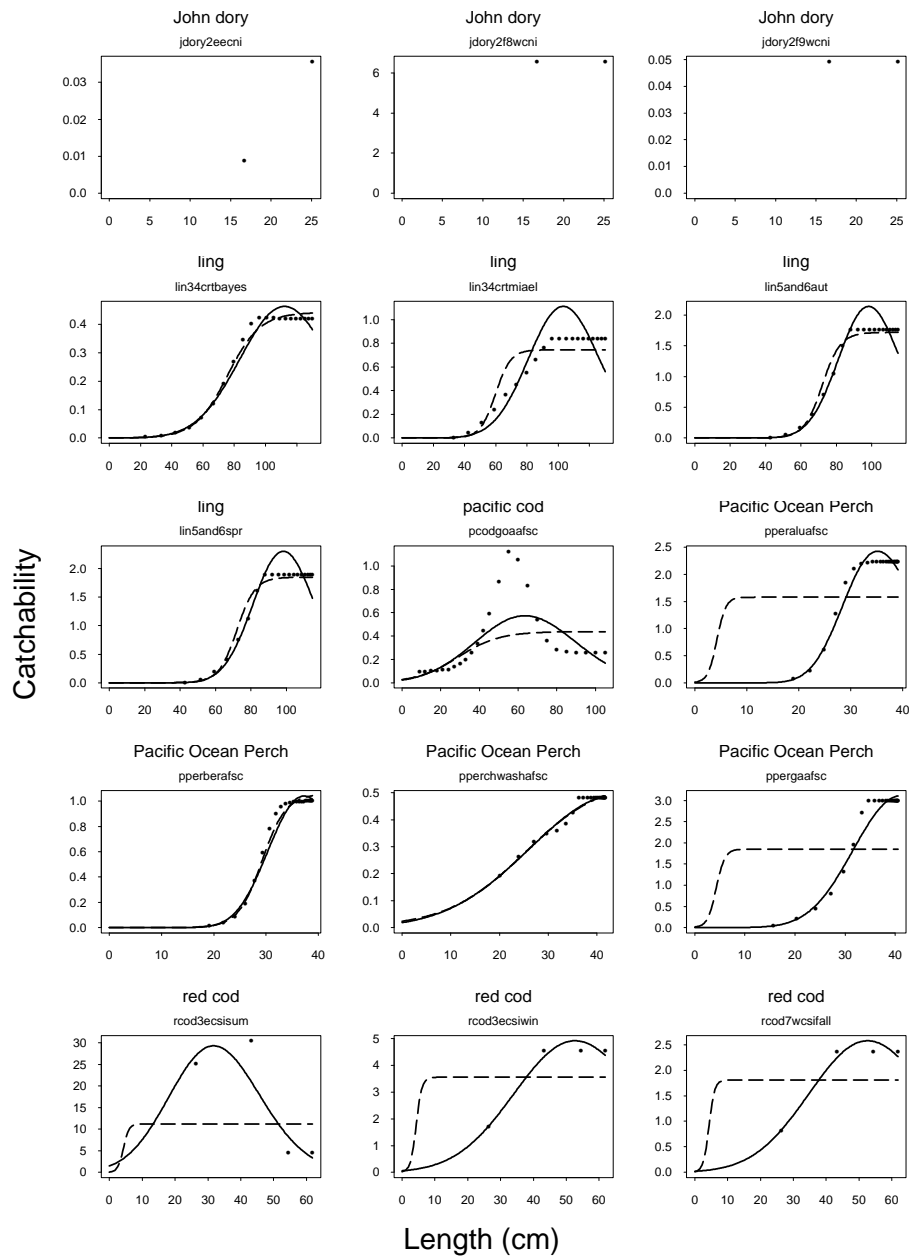 John dory John dory John dory
jdory2eecni jdory2f8wcni jdory2f9wcni
0.03 6 0.05
0.04
0.02 4 0.03
0.01 2 0.02
0.01
0.0 0 0.0
0 5 10 15 20 25 0 5 10 15 20 25 0 5 10 15 20 25
ling ling ling
lin34crtbayes lin34crtmiael lin5and6aut
0.4 1.0 2.0
0.3 0.8 1.5
0.2 0.6 1.0
0.1 0.4 0.5
0.2
0.0 0.0 0.0
0 20 40 60 80 100 0 20 40 60 80 100 0 20 40 60 80 100
ling pacific cod Pacific Ocean Perch
lin5and6spr pcodgoaafsc pperaluafsc
2.0 1.0 2.5
1.5 0.8 2.0
1.0 0.6 1.5
0.5 0.4 1.0
0.2 0.5
0.0 0.0 0.0
0 20 40 60 80 100 0 20 40 60 80 100 0 10 20 30 40
Catchability
Pacific Ocean Perch Pacific Ocean Perch Pacific Ocean Perch
pperberafsc pperchwashafsc ppergaafsc
1.0 0.5 3.0
0.8 0.4 2.5
0.6 0.3 2.0
0.4 0.2 1.5
0.2 0.1 1.0
0.5
0.0 0.0 0.0
0 10 20 30 40 0 10 20 30 40 0 10 20 30 40
red cod red cod red cod
rcod3ecsisum rcod3ecsiwin rcod7wcsifall
30 5 2.5
25 4 2.0
20 3 1.5
15 2 1.0
10 1 0.5
5
0 0 0.0
0 10 20 30 40 50 60 0 10 20 30 40 50 60 0 10 20 30 40 50 60
Length (cm)